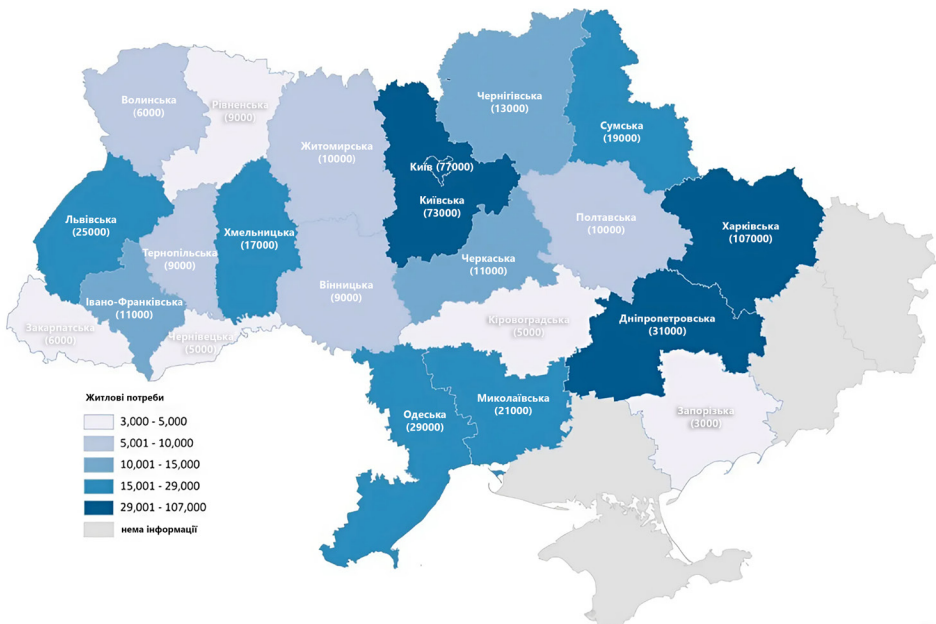 Волинська
(6000)
Рівненська
(9000)
Житомирська
(10000)
Чернігівська
(13000)
Сумська
(19000)
Київ (77000)
Київська
(73000)
Львівська
(25000)
Тернопільська
(9000)
Хмельницька
(17000)
Вінницька
(9000)
Черкаська
(11000)
Полтавська
(10000)
Харківська
(107000)
Івано-Франківська
(11000)
Закарпатська
(6000)
Чернівецька
(5000)
Кіровоградська
(5000)
Дніпропетровська
(31000)
Запорізька
(3000)
Миколаївська
(21000)
Одеська
(29000)
Житлові потреби
3,000 - 5,000
5,001 - 10,000
10,001 - 15,000
15,001 - 29,000
29,001 - 107,000
нема інформації